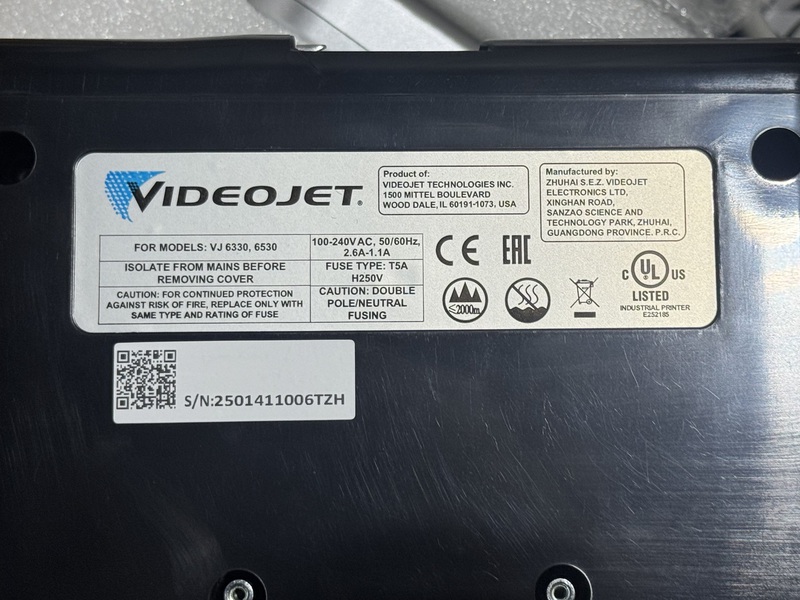 VIDEOJET®
Product of:
VIDEOJET TECHNOLOGIES INC.
1500 MITTEL BOULEVARD
WOOD DALE, IL 60191-1073, USA
Manufactured by:
ZHUHAI S.E.Z. VIDEOJET
ELECTRONICS LTD,
XINGHAN ROAD,
SANZAO SCIENCE AND
TECHNOLOGY PARK, ZHUHAI,
GUANGDONG PROVINCE. P.R.C.
FOR MODELS: VJ 6330, 6530
100-240V AC, 50/60Hz,
2.6A-1.1A
ISOLATE FROM MAINS BEFORE
REMOVING COVER
FUSE TYPE: T5A
H250V
CAUTION: FOR CONTINUED PROTECTION
AGAINST RISK OF FIRE, REPLACE ONLY WITH
SAME TYPE AND RATING OF FUSE
CAUTION: DOUBLE
POLE/NEUTRAL
FUSING
CE
EAC
≤2000m
C UL US
LISTED
INDUSTRIAL PRINTER
E252185
S/N:2501411006TZH